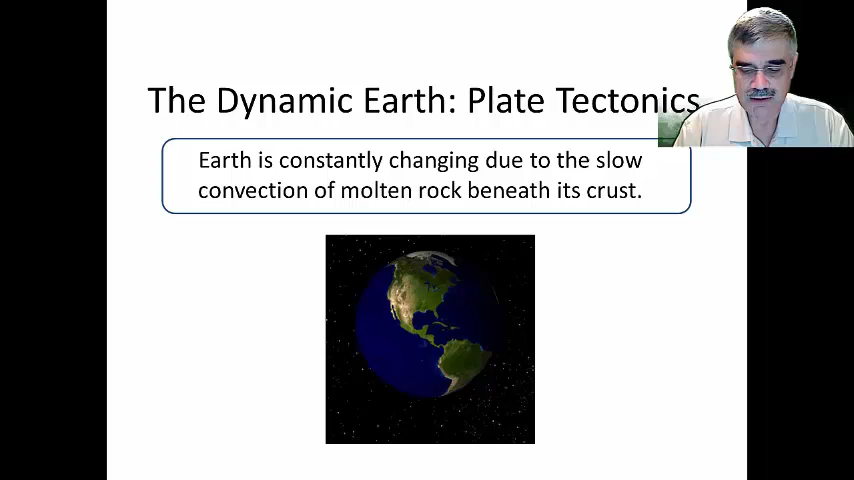 The Dynamic Earth: Plate Tectonics
Earth is constantly changing due to the slow
convection of molten rock beneath its crust.